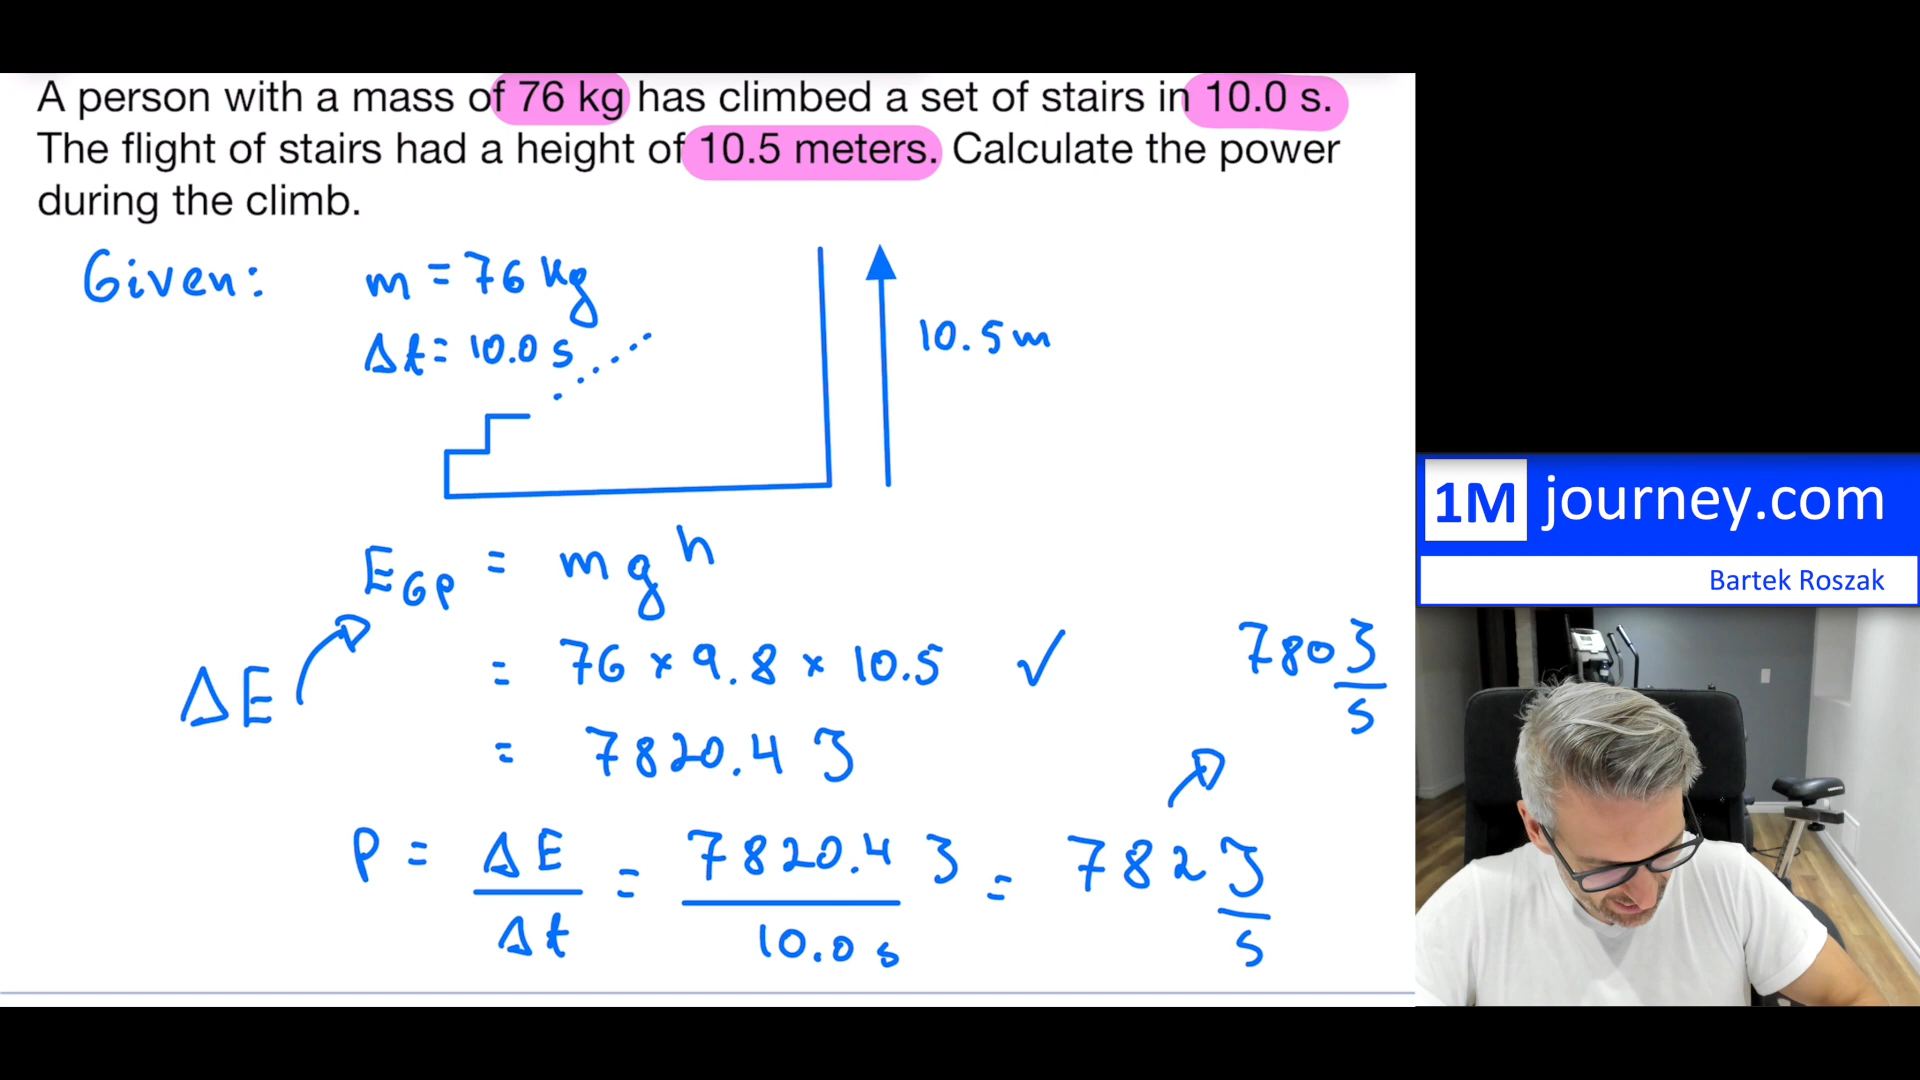 A person with a mass of 76 kg has climbed a set of stairs in 10.0 s.
The flight of stairs had a height of 10.5 meters. Calculate the power
during the climb.
Given: m = 76 kg
Δt = 10.0 s
10.5 m
E_GP = mgh
ΔE
= 76 × 9.8 × 10.5 ✓
= 7820.4 J
P = ΔE/Δt = 7820.4 J/10.0 s = 782 J/s
780 J/s
1M journey.com
Bartek Roszak